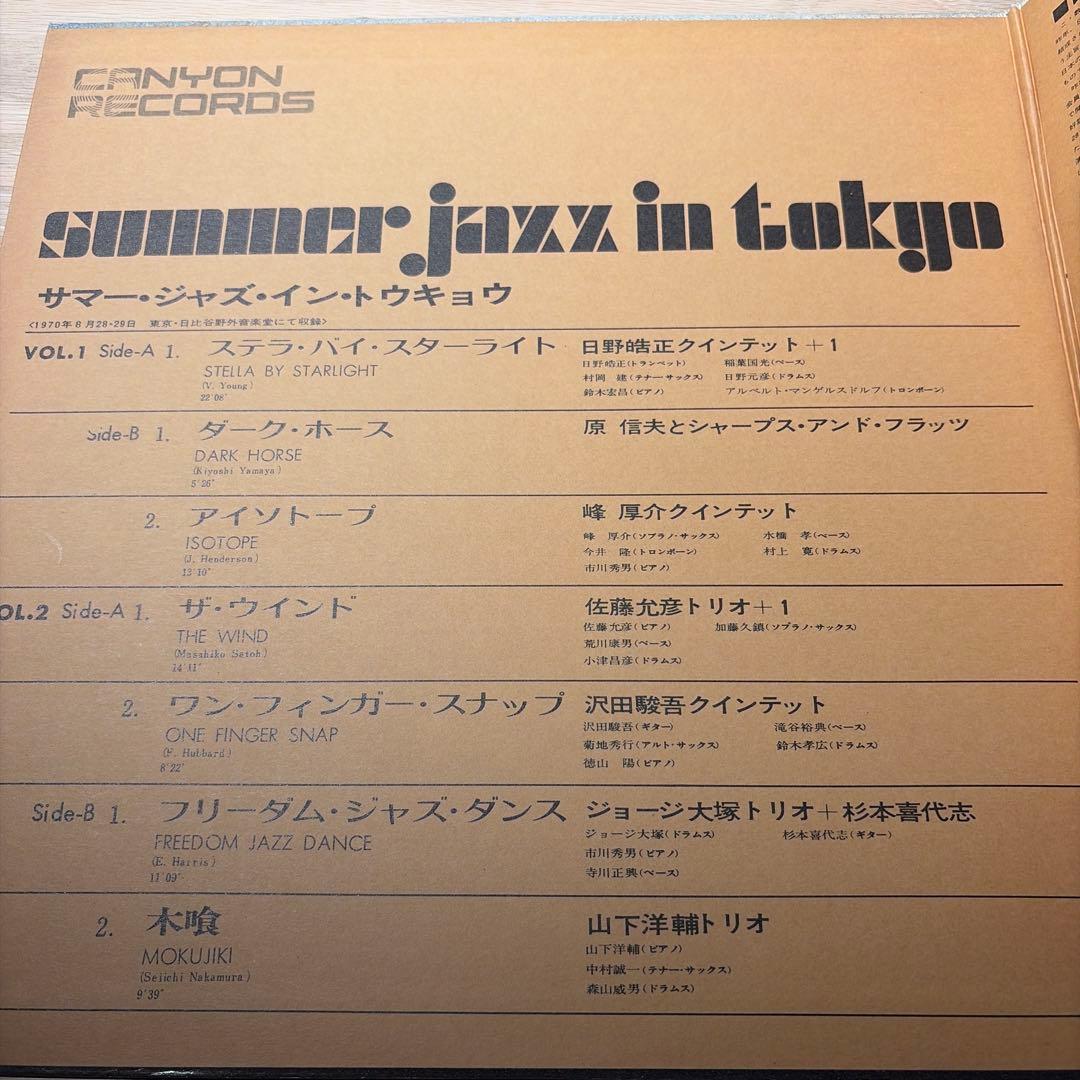 CANYON
RECORDS
summer jazz in tokyo
サマー・ジャズ・イン・トウキョウ
<1970年8月28・29日 東京・日比谷野外音楽堂にて収録>
VOL.1 Side-A 1. ステラ・バイ・スターライト 日野皓正クインテット+1
STELLA BY STARLIGHT
(V. Young)
22'08"
日野皓正(トランペット) 稲葉国光(ベース)
村岡 建(テナー・サックス) 日野元彦(ドラムス)
鈴木宏昌(ピアノ) アルベルト・マンゲルスドルフ(トロンボーン)
Side-B 1. ダーク・ホース 原 信夫とシャープス・アンド・フラッツ
DARK HORSE
(Kiyoshi Yamaya)
5'26"
2. アイソトープ 峰 厚介クインテット
ISOTOPE
(J. Henderson)
13'10"
峰 厚介(ソプラノ・サックス) 水橋 孝(ベース)
今井 隆(トロンボーン) 村上 寛(ドラムス)
市川秀男(ピアノ)
OL.2 Side-A 1. ザ・ウインド 佐藤允彦トリオ+1
THE WIND
(Masahiko Satoh)
14'11"
佐藤允彦(ピアノ) 加藤久鎮(ソプラノ・サックス)
荒川康男(ベース)
小津昌彦(ドラムス)
2. ワン・フィンガー・スナップ 沢田駿吾クインテット
ONE FINGER SNAP
(F. Hubbard)
8'22"
沢田駿吾(ギター) 滝谷裕典(ベース)
菊地秀行(アルト・サックス) 鈴木孝広(ドラムス)
徳山 陽(ピアノ)
Side-B 1. フリーダム・ジャズ・ダンス ジョージ大塚トリオ+杉本喜代志
FREEDOM JAZZ DANCE
(E. Harris)
11'09"
ジョージ大塚(ドラムス) 杉本喜代志(ギター)
市川秀男(ピアノ)
寺川正興(ベース)
2. 木喰 山下洋輔トリオ
MOKUJIKI
(Seiichi Nakamura)
9'39"
山下洋輔(ピアノ)
中村誠一(テナー・サックス)
森山威男(ドラムス)